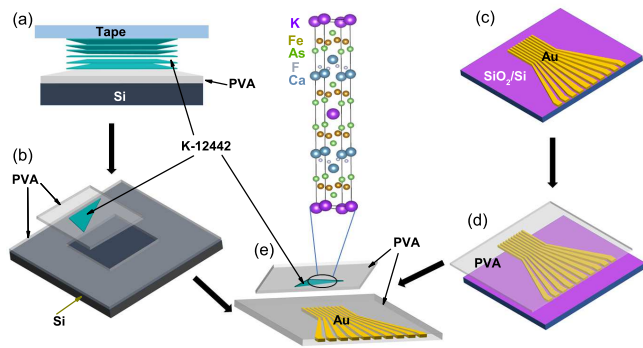 (a)
Tape
PVA
Si
K-12442
K
Fe
As
F
Ca
(c)
Au
SiO2/Si
(b)
PVA
Si
(e)
PVA
Au
(d)
PVA